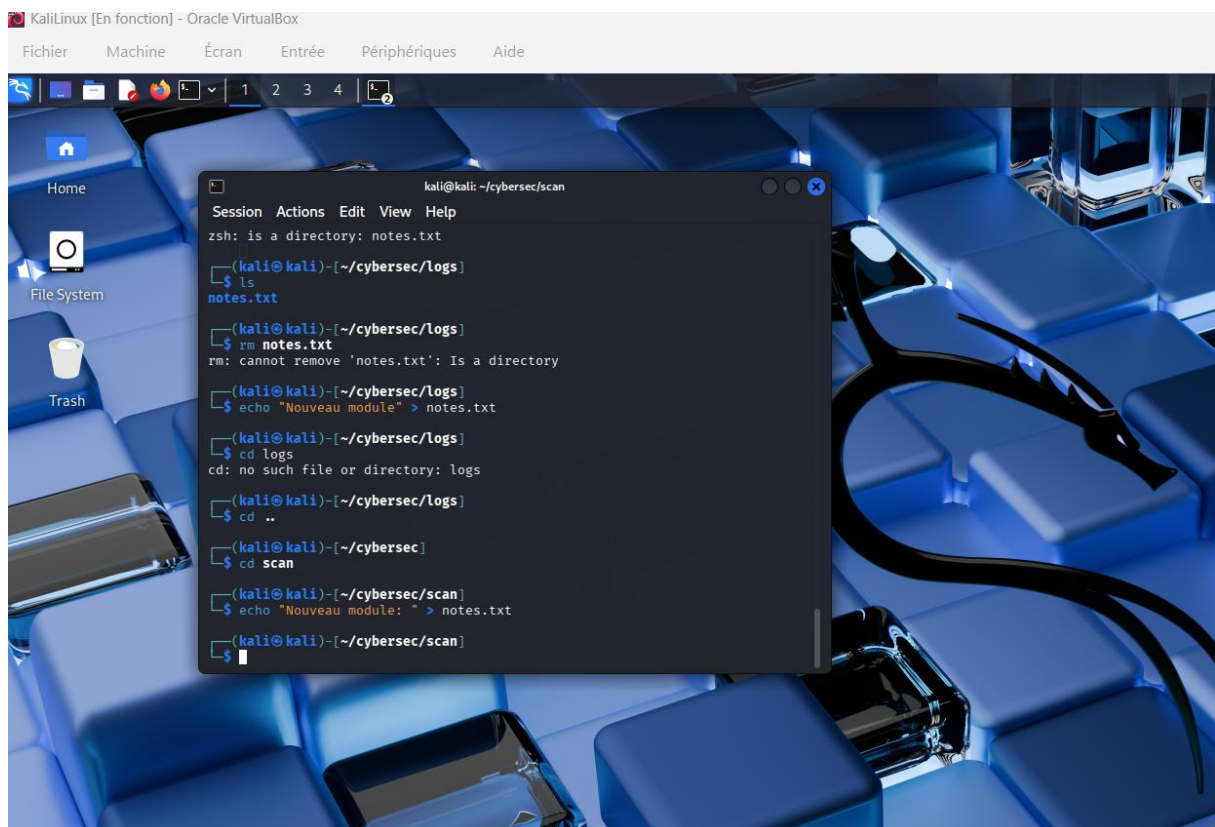 KaliLinux [En fonction] - Oracle VirtualBox
Fichier Machine Écran Entrée Périphériques Aide
1 2 3 4 2
Home
File System
Trash
kali@kali: ~/cybersec/scan
Session Actions Edit View Help
zsh: is a directory: notes.txt
┌──(kali㉿kali)-[~/cybersec/logs]
└─$ ls
notes.txt
┌──(kali㉿kali)-[~/cybersec/logs]
└─$ rm notes.txt
rm: cannot remove 'notes.txt': Is a directory
┌──(kali㉿kali)-[~/cybersec/logs]
└─$ echo "Nouveau module" > notes.txt
┌──(kali㉿kali)-[~/cybersec/logs]
└─$ cd logs
cd: no such file or directory: logs
┌──(kali㉿kali)-[~/cybersec/logs]
└─$ cd ..
┌──(kali㉿kali)-[~/cybersec]
└─$ cd scan
┌──(kali㉿kali)-[~/cybersec/scan]
└─$ echo "Nouveau module: " > notes.txt
┌──(kali㉿kali)-[~/cybersec/scan]
└─$